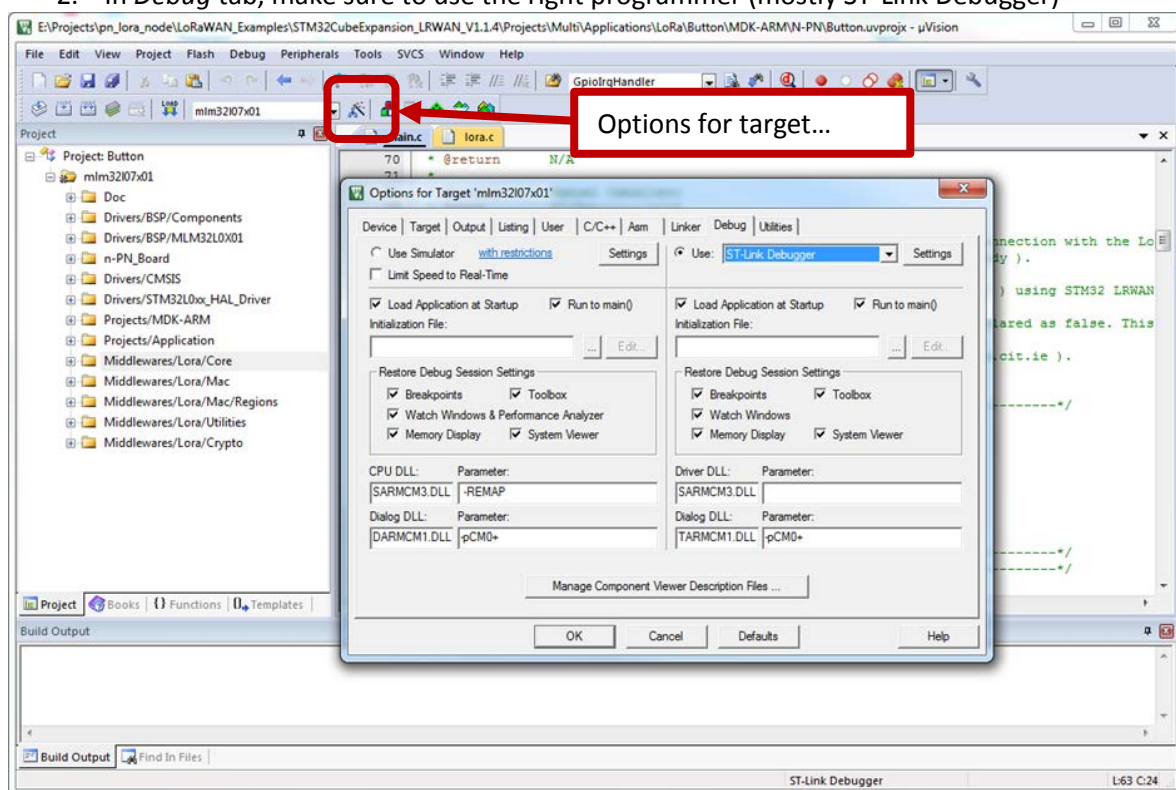 2. In Debug tab, make sure to use the right programmer (mostly ST-Link Debugger)
E:\Projects\pn_lora_node\LoRaWAN_Examples\STM32CubeExpansion_LRWAN_V1.1.4\Projects\Multi\Applications\LoRa\Button\MDK-ARM\N-PN\Button.uvprojx - µVision
File Edit View Project Flash Debug Peripherals Tools SVCS Window Help
GpioIrqHandler
LOAD mlm32l07x01
Options for target...
Project
main.c lora.c
Project: Button
mlm32l07x01
Doc
Drivers/BSP/Components
Drivers/BSP/MLM32L0X01
n-PN_Board
Drivers/CMSIS
Drivers/STM32L0xx_HAL_Driver
Projects/MDK-ARM
Projects/Application
Middlewares/Lora/Core
Middlewares/Lora/Mac
Middlewares/Lora/Mac/Regions
Middlewares/Lora/Utilities
Middlewares/Lora/Crypto
70 * @return N/A
71 *
nnection with the Lo
dy ).
) using STM32 LRWAN
lared as false. This
.cit.ie ).
--------*/
--------*/
--------*/
Options for Target 'mlm32l07x01'
Device Target Output Listing User C/C++ Asm Linker Debug Utilities
Use Simulator with restrictions Settings
Use: ST-Link Debugger Settings
Limit Speed to Real-Time
Load Application at Startup Run to main()
Load Application at Startup Run to main()
Initialization File:
Initialization File:
... Edit...
... Edit...
Restore Debug Session Settings
Breakpoints Toolbox
Watch Windows & Performance Analyzer
Memory Display System Viewer
Restore Debug Session Settings
Breakpoints Toolbox
Watch Windows
Memory Display System Viewer
CPU DLL: Parameter:
SARMCM3.DLL -REMAP
Driver DLL: Parameter:
SARMCM3.DLL
Dialog DLL: Parameter:
DARMCM1.DLL -pCM0+
Dialog DLL: Parameter:
TARMCM1.DLL -pCM0+
Manage Component Viewer Description Files ...
OK Cancel Defaults Help
Project Books {} Functions 0 Templates
Build Output
Build Output Find In Files
ST-Link Debugger L:63 C:24